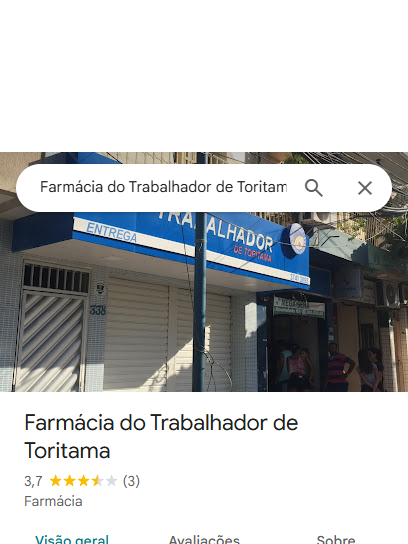 Farmácia do Trabalhador de Toritam
TRABALHADOR
DE TORITAMA
ENTREGA
338
Farmácia do Trabalhador de
Toritama
3,7 (3)
Farmácia
Visão geral Avaliações Sobre